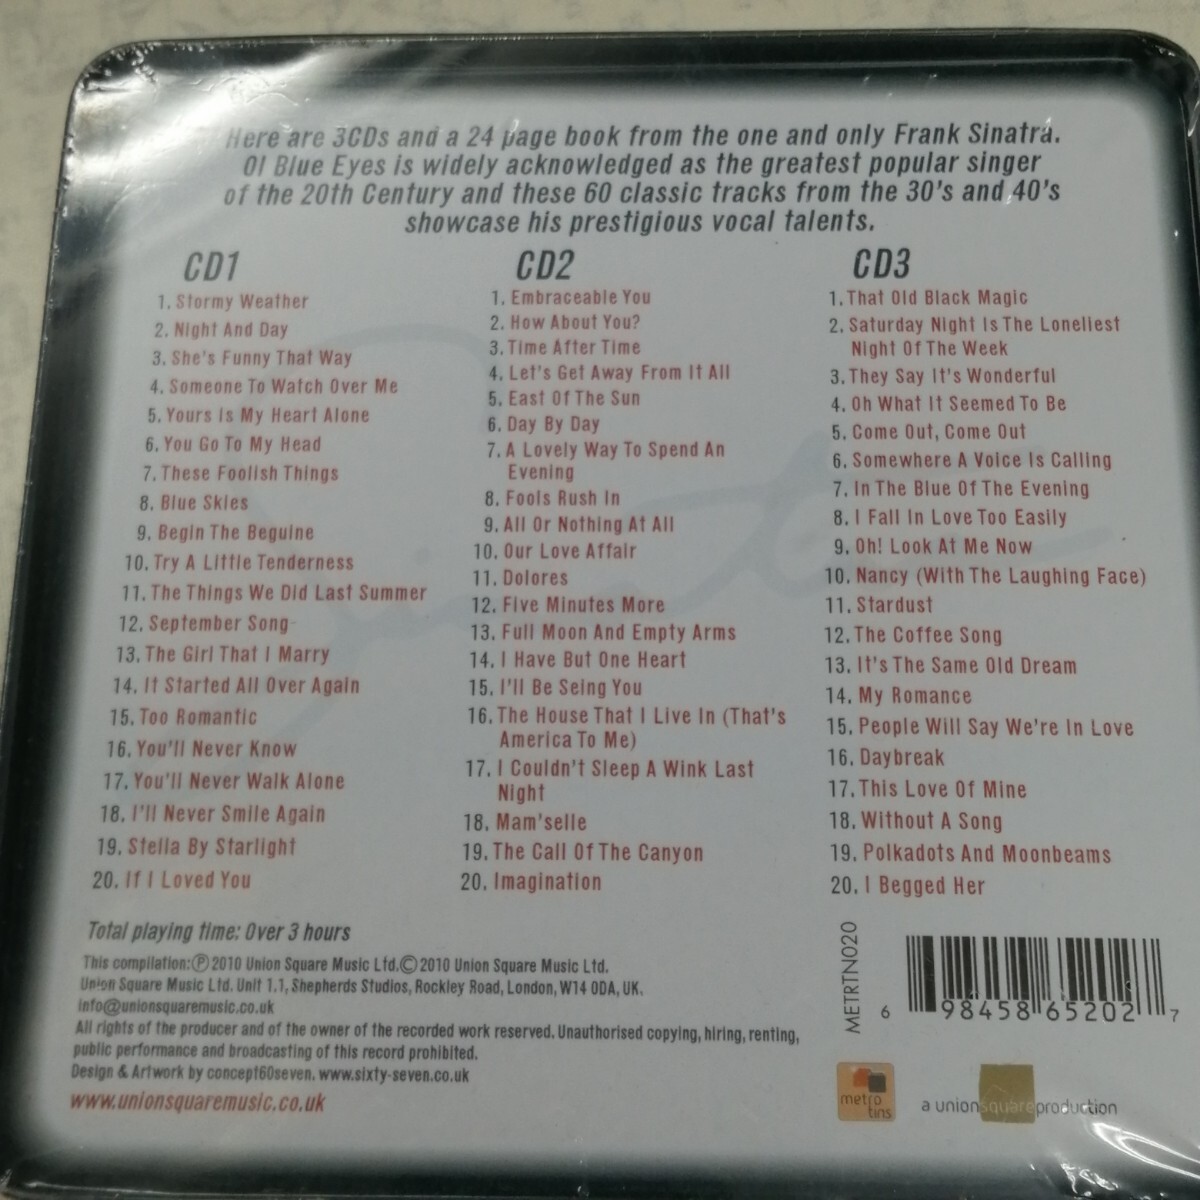 Here are 3CDs and a 24 page book from the one and only Frank Sinatra.
Ol Blue Eyes is widely acknowledged as the greatest popular singer
of the 20th Century and these 60 classic tracks from the 30's and 40's
showcase his prestigious vocal talents.
CD1
1. Stormy Weather
2. Night And Day
3. She's Funny That Way
4. Someone To Watch Over Me
5. Yours Is My Heart Alone
6. You Go To My Head
7. These Foolish Things
8. Blue Skies
9. Begin The Beguine
10. Try A Little Tenderness
11. The Things We Did Last Summer
12. September Song
13. The Girl That I Marry
14. It Started All Over Again
15. Too Romantic
16. You'll Never Know
17. You'll Never Walk Alone
18. I'll Never Smile Again
19. Stella By Starlight
20. If I Loved You
CD2
1. Embraceable You
2. How About You?
3. Time After Time
4. Let's Get Away From It All
5. East Of The Sun
6. Day By Day
7. A Lovely Way To Spend An
Evening
8. Fools Rush In
9. All Or Nothing At All
10. Our Love Affair
11. Dolores
12. Five Minutes More
13. Full Moon And Empty Arms
14. I Have But One Heart
15. I'll Be Seing You
16. The House That I Live In (That's
America To Me)
17. I Couldn't Sleep A Wink Last
Night
18. Mam'selle
19. The Call Of The Canyon
20. Imagination
CD3
1. That Old Black Magic
2. Saturday Night Is The Loneliest
Night Of The Week
3. They Say It's Wonderful
4. Oh What It Seemed To Be
5. Come Out, Come Out
6. Somewhere A Voice Is Calling
7. In The Blue Of The Evening
8. I Fall In Love Too Easily
9. Oh! Look At Me Now
10. Nancy (With The Laughing Face)
11. Stardust
12. The Coffee Song
13. It's The Same Old Dream
14. My Romance
15. People Will Say We're In Love
16. Daybreak
17. This Love Of Mine
18. Without A Song
19. Polkadots And Moonbeams
20. I Begged Her
Total playing time: Over 3 hours
This compilation:Ⓟ2010 Union Square Music Ltd.©2010 Union Square Music Ltd.
Union Square Music Ltd. Unit 1.1, Shepherds Studios, Rockley Road, London, W14 0DA, UK.
info@unionsquaremusic.co.uk
All rights of the producer and of the owner of the recorded work reserved. Unauthorised copying, hiring, renting,
public performance and broadcasting of this record prohibited.
Design & Artwork by concept60seven. www.sixty-seven.co.uk
www.unionsquaremusic.co.uk
METRTN020
6 98458 65202 7
metro
tins
a unionsquareproduction